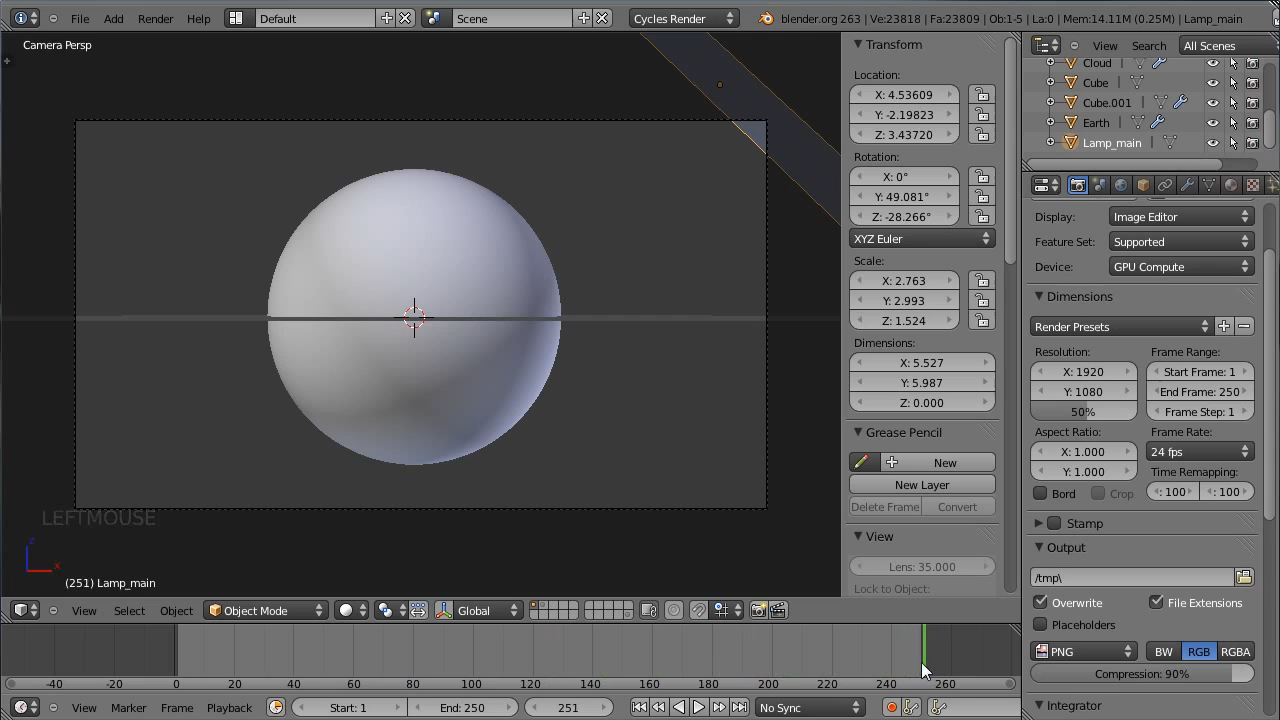 File Add Render Help Default Scene Cycles Render blender.org 263 | Ve:23818 | Fa:23809 | Ob:1-5 | La:0 | Mem:14.11M (0.25M) | Lamp_main
Camera Persp
Transform
Location:
X: 4.53609
Y: -2.19823
Z: 3.43720
Rotation:
X: 0°
Y: 49.081°
Z: -28.266°
XYZ Euler
Scale:
X: 2.763
Y: 2.993
Z: 1.524
Dimensions:
X: 5.527
Y: 5.987
Z: 0.000
Grease Pencil
New
New Layer
Delete Frame Convert
View
Lens: 35.000
Lock to Object:
View Search All Scenes
Cloud
Cube
Cube.001
Earth
Lamp_main
Display: Image Editor
Feature Set: Supported
Device: GPU Compute
Dimensions
Render Presets
Resolution: Frame Range:
X: 1920 Start Frame: 1
Y: 1080 End Frame: 250
50% Frame Step: 1
Aspect Ratio: Frame Rate:
X: 1.000 24 fps
Y: 1.000 Time Remapping:
Bord Crop : 100 : 100
Stamp
Output
/tmp\
Overwrite File Extensions
Placeholders
PNG BW RGB RGBA
Compression: 90%
Integrator
LEFTMOUSE
z
x
(251) Lamp_main
View Select Object Object Mode Global
-40 -20 0 20 40 60 80 100 120 140 160 180 200 220 240 260
View Marker Frame Playback Start: 1 End: 250 251 No Sync